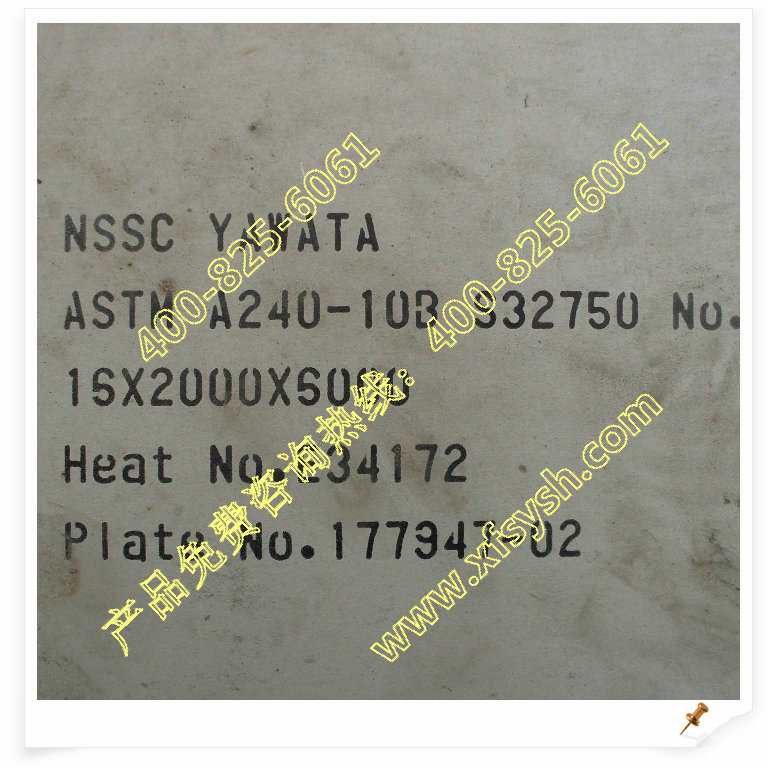 NSSC YAWATA
ASTM A240-10B S32750 No.
16X2000X6000
Heat No.234172
Plate No.177947-02
400-825-6061
400-825-6061
产品免费咨询热线:
www.xfsysh.com